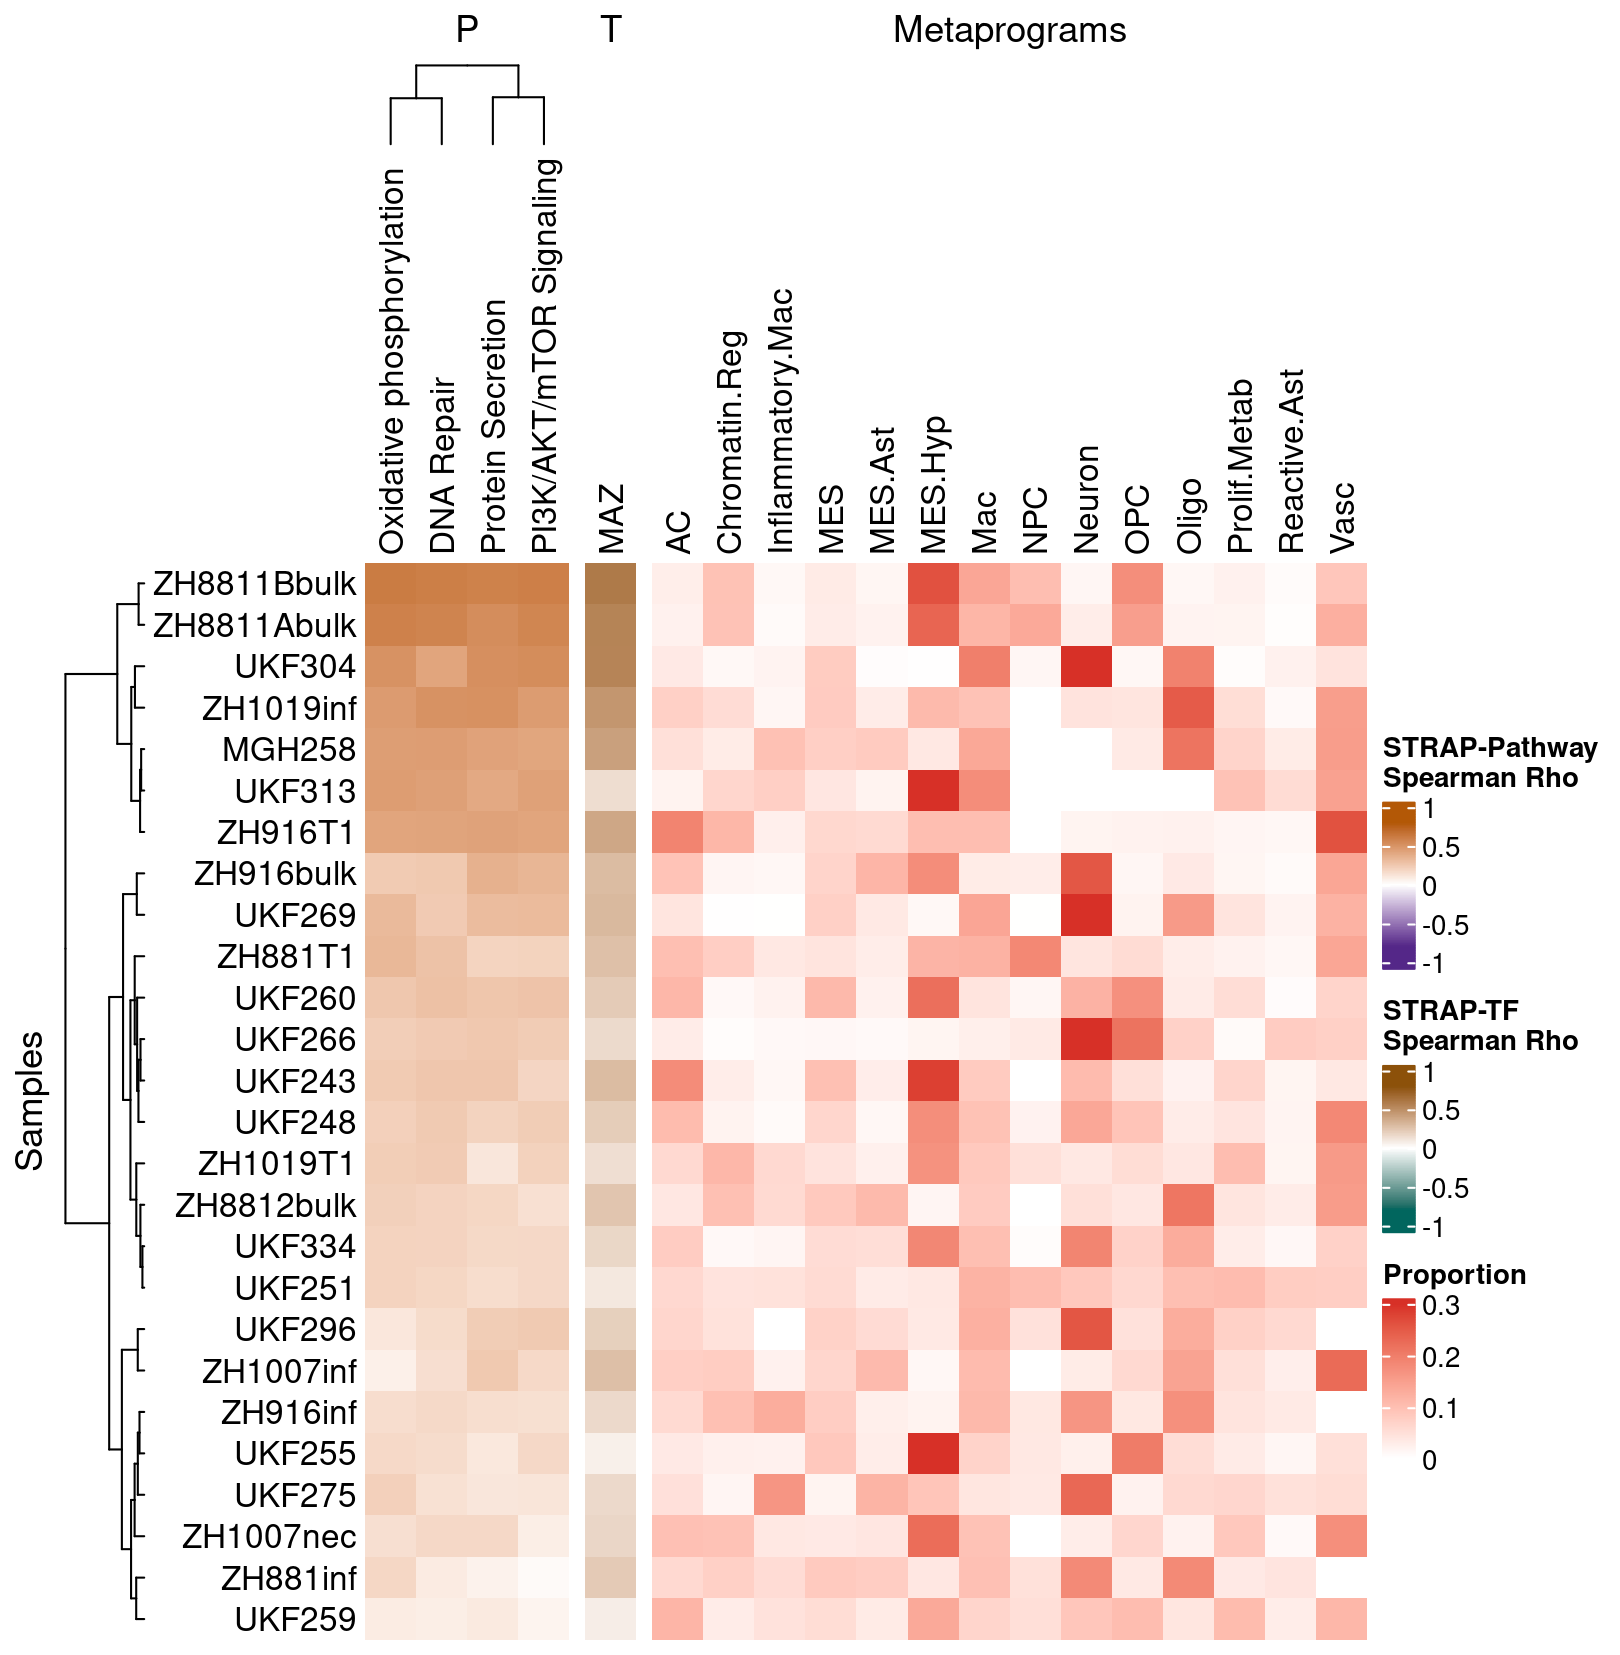 P T Metaprograms
Oxidative phosphorylation
DNA Repair
Protein Secretion
PI3K/AKT/mTOR Signaling
MAZ
AC
Chromatin.Reg
Inflammatory.Mac
MES
MES.Ast
MES.Hyp
Mac
NPC
Neuron
OPC
Oligo
Prolif.Metab
Reactive.Ast
Vasc
Samples
ZH8811Bbulk
ZH8811Abulk
UKF304
ZH1019inf
MGH258
UKF313
ZH916T1
ZH916bulk
UKF269
ZH881T1
UKF260
UKF266
UKF243
UKF248
ZH1019T1
ZH8812bulk
UKF334
UKF251
UKF296
ZH1007inf
ZH916inf
UKF255
UKF275
ZH1007nec
ZH881inf
UKF259
STRAP-Pathway
Spearman Rho
1
0.5
0
-0.5
-1
STRAP-TF
Spearman Rho
1
0.5
0
-0.5
-1
Proportion
0.3
0.2
0.1
0